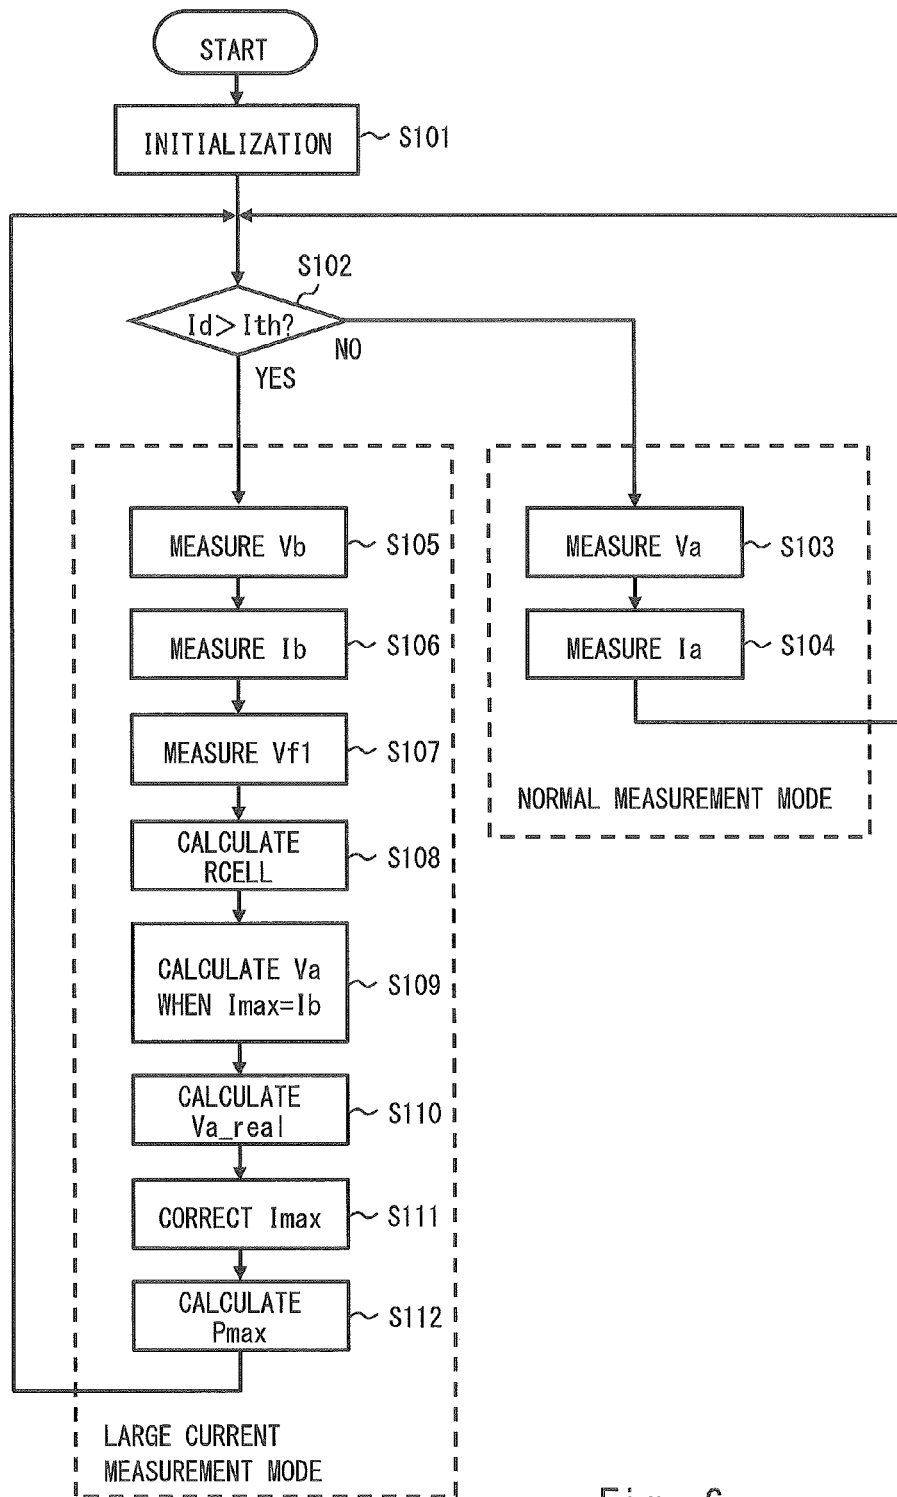 START
INITIALIZATION
S101
S102
Id＞Ith?
NO
YES
MEASURE Vb
S105
MEASURE Ib
S106
MEASURE Vf1
S107
CALCULATE
RCELL
S108
CALCULATE Va
WHEN Imax=Ib
S109
CALCULATE
Va_real
S110
CORRECT Imax
S111
CALCULATE
Pmax
S112
LARGE CURRENT
MEASUREMENT MODE
MEASURE Va
S103
MEASURE Ia
S104
NORMAL MEASUREMENT MODE